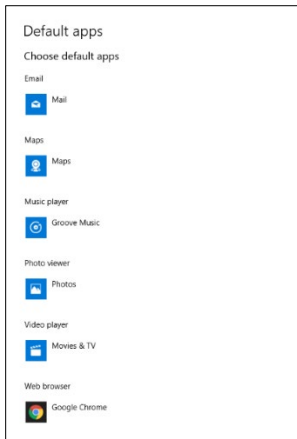 Default apps
Choose default apps
Email
Mail
Maps
Maps
Music player
Groove Music
Photo viewer
Photos
Video player
Movies & TV
Web browser
Google Chrome